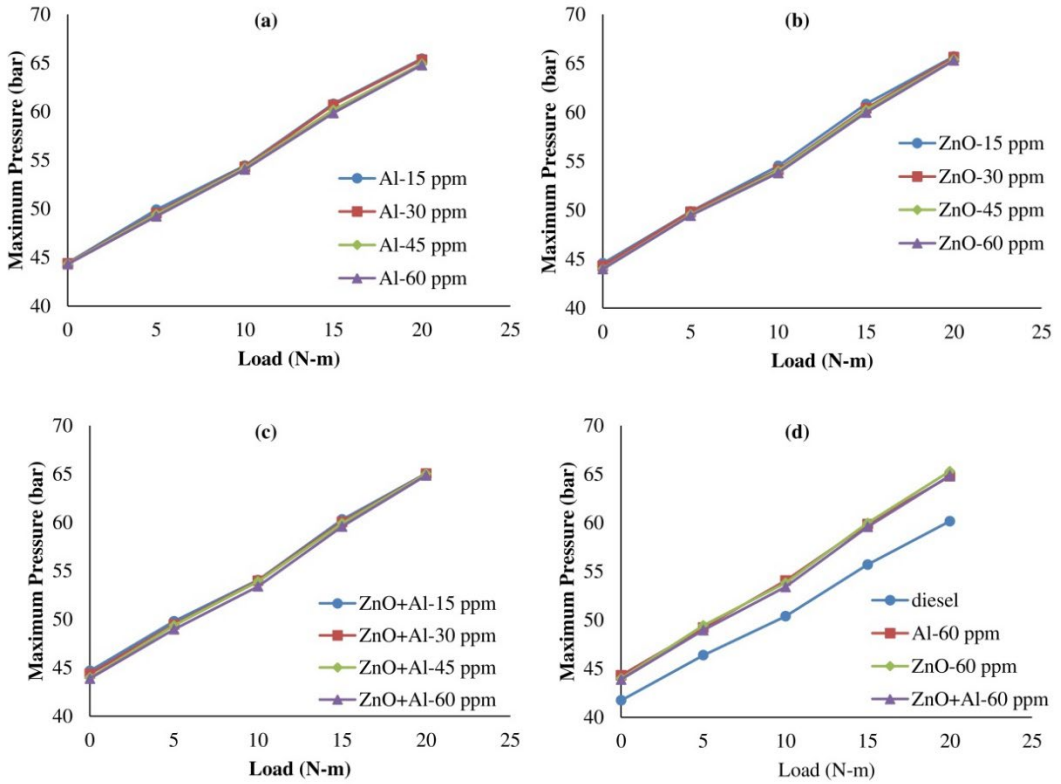 (a)
Maximum Pressure (bar)
70
65
60
55
50
45
40
0 5 10 15 20 25
Load (N-m)
Al-15 ppm
Al-30 ppm
Al-45 ppm
Al-60 ppm
(b)
Maximum Pressure (bar)
70
65
60
55
50
45
40
0 5 10 15 20 25
Load (N-m)
ZnO-15 ppm
ZnO-30 ppm
ZnO-45 ppm
ZnO-60 ppm
(c)
Maximum Pressure (bar)
70
65
60
55
50
45
40
0 5 10 15 20 25
Load (N-m)
ZnO+Al-15 ppm
ZnO+Al-30 ppm
ZnO+Al-45 ppm
ZnO+Al-60 ppm
(d)
Maximum Pressure (bar)
70
65
60
55
50
45
40
0 5 10 15 20 25
Load (N-m)
diesel
Al-60 ppm
ZnO-60 ppm
ZnO+Al-60 ppm